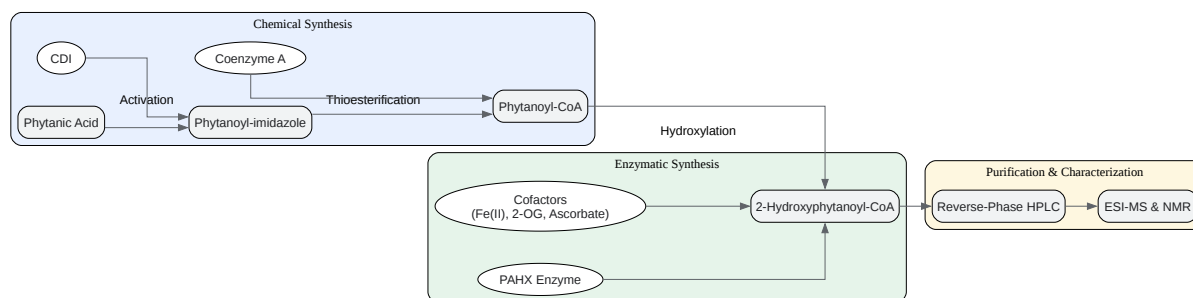 Chemical Synthesis
CDI
Coenzyme A
Activation
Thioesterification
Phytanic Acid
Phytanoyl-imidazole
Phytanoyl-CoA
Hydroxylation
Enzymatic Synthesis
Cofactors
(Fe(II), 2-OG, Ascorbate)
2-Hydroxyphytanoyl-CoA
PAHX Enzyme
Purification & Characterization
Reverse-Phase HPLC
ESI-MS & NMR